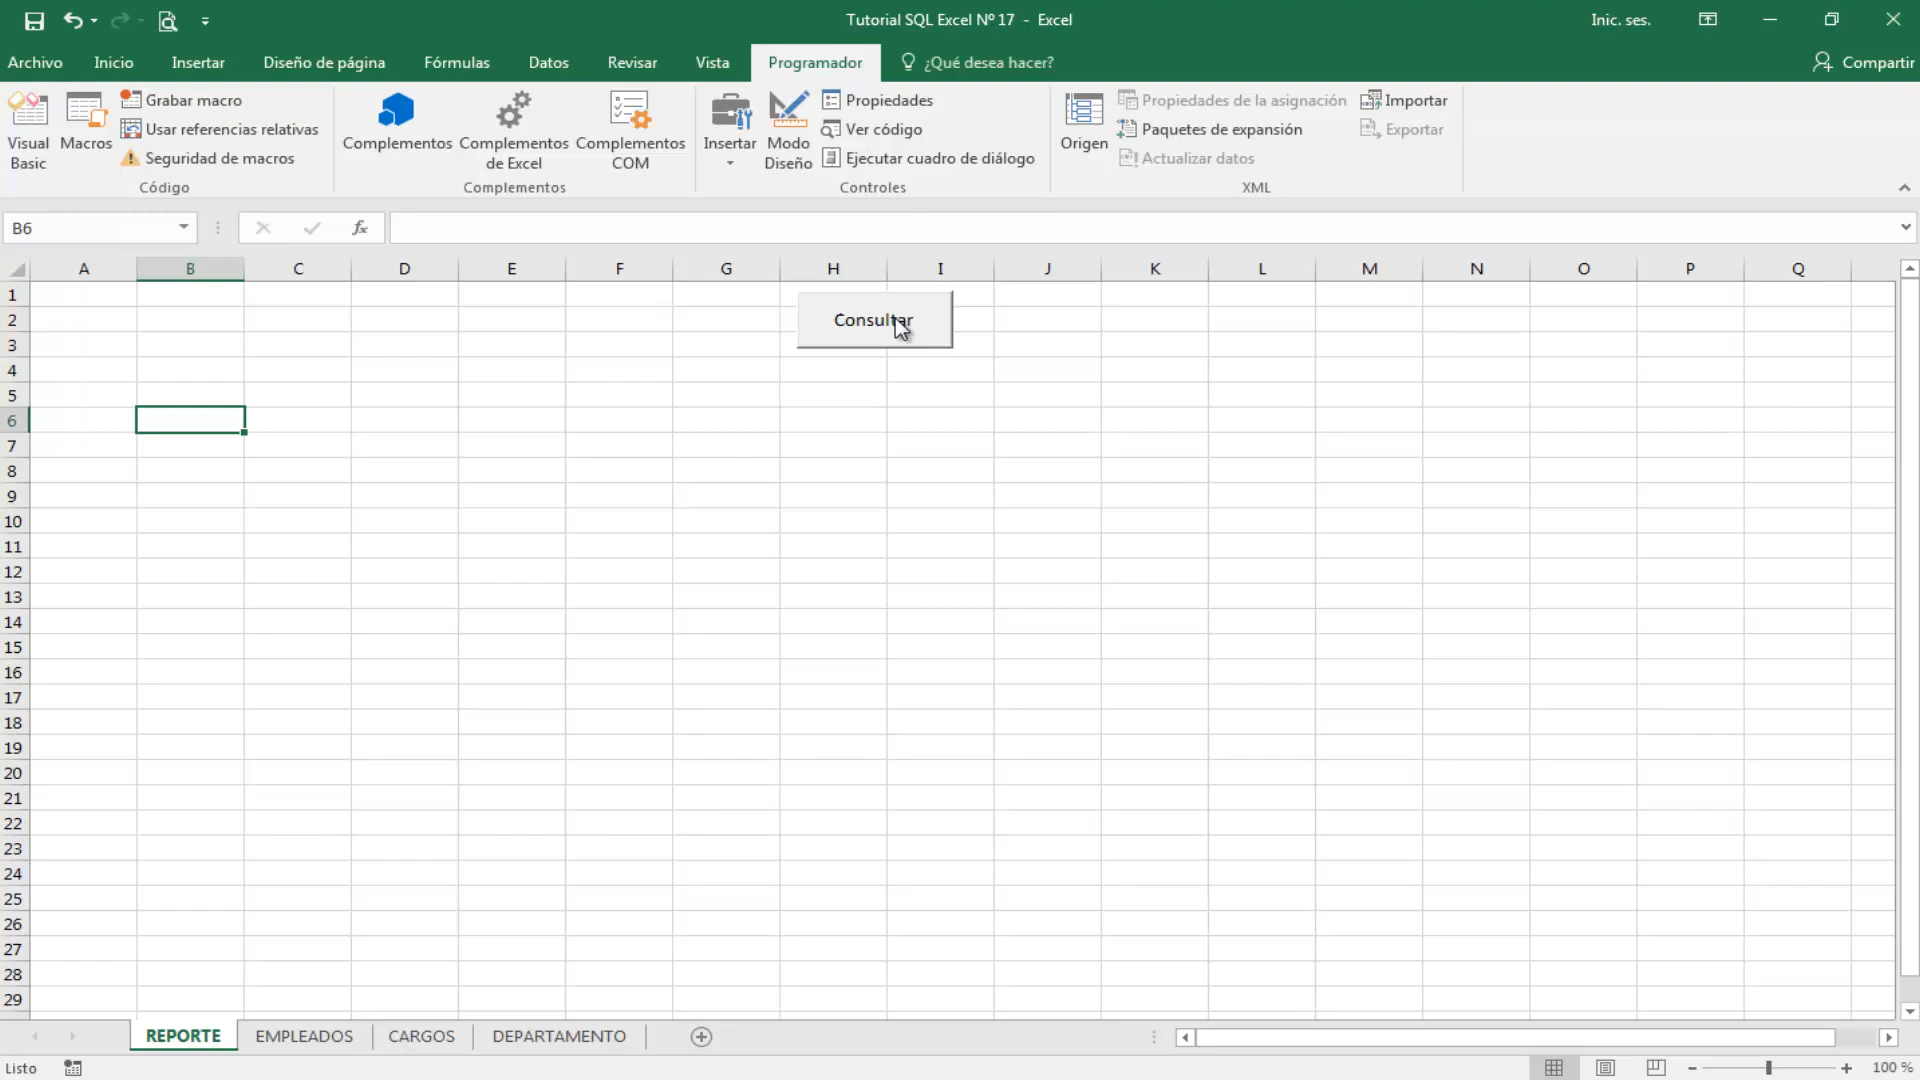 Tutorial SQL Excel Nº 17 - Excel
Inic. ses.
Archivo Inicio Insertar Diseño de página Fórmulas Datos Revisar Vista Programador ¿Qué desea hacer? Compartir
Visual Basic
Macros
Grabar macro
Usar referencias relativas
Seguridad de macros
Código
Complementos
Complementos de Excel
Complementos COM
Complementos
Insertar
Modo Diseño
Propiedades
Ver código
Ejecutar cuadro de diálogo
Controles
Origen
Propiedades de la asignación
Paquetes de expansión
Actualizar datos
Importar
Exportar
XML
B6
fx
A B C D E F G H I J K L M N O P Q
1
2
3
4
5
6
7
8
9
10
11
12
13
14
15
16
17
18
19
20
21
22
23
24
25
26
27
28
29
Consultar
REPORTE EMPLEADOS CARGOS DEPARTAMENTO
Listo
100 %